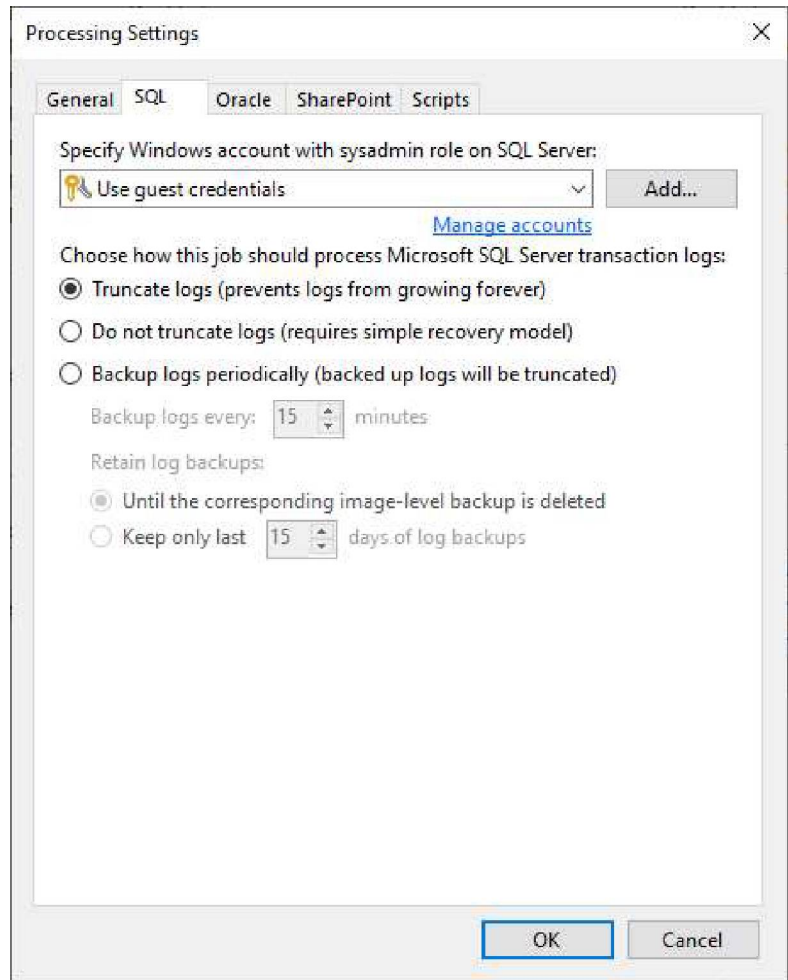 Processing Settings
General SQL Oracle SharePoint Scripts
Specify Windows account with sysadmin role on SQL Server:
Use guest credentials
Add...
Manage accounts
Choose how this job should process Microsoft SQL Server transaction logs:
Truncate logs (prevents logs from growing forever)
Do not truncate logs (requires simple recovery model)
Backup logs periodically (backed up logs will be truncated)
Backup logs every: 15 minutes
Retain log backups:
Until the corresponding image-level backup is deleted
Keep only last 15 days of log backups
OK Cancel